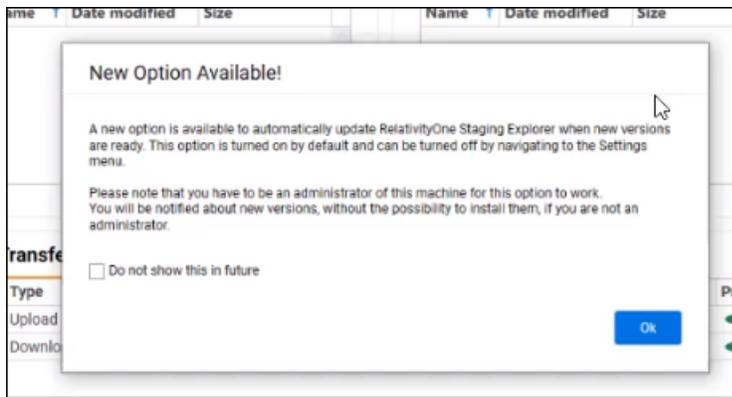 ame ↑ Date modified Size Name ↑ Date modified Size
New Option Available!
A new option is available to automatically update RelativityOne Staging Explorer when new versions
are ready. This option is turned on by default and can be turned off by navigating to the Settings
menu.
Please note that you have to be an administrator of this machine for this option to work.
You will be notified about new versions, without the possibility to install them, if you are not an
administrator.
Transfe
Do not show this in future
Type P
Upload
Ok
Downlo